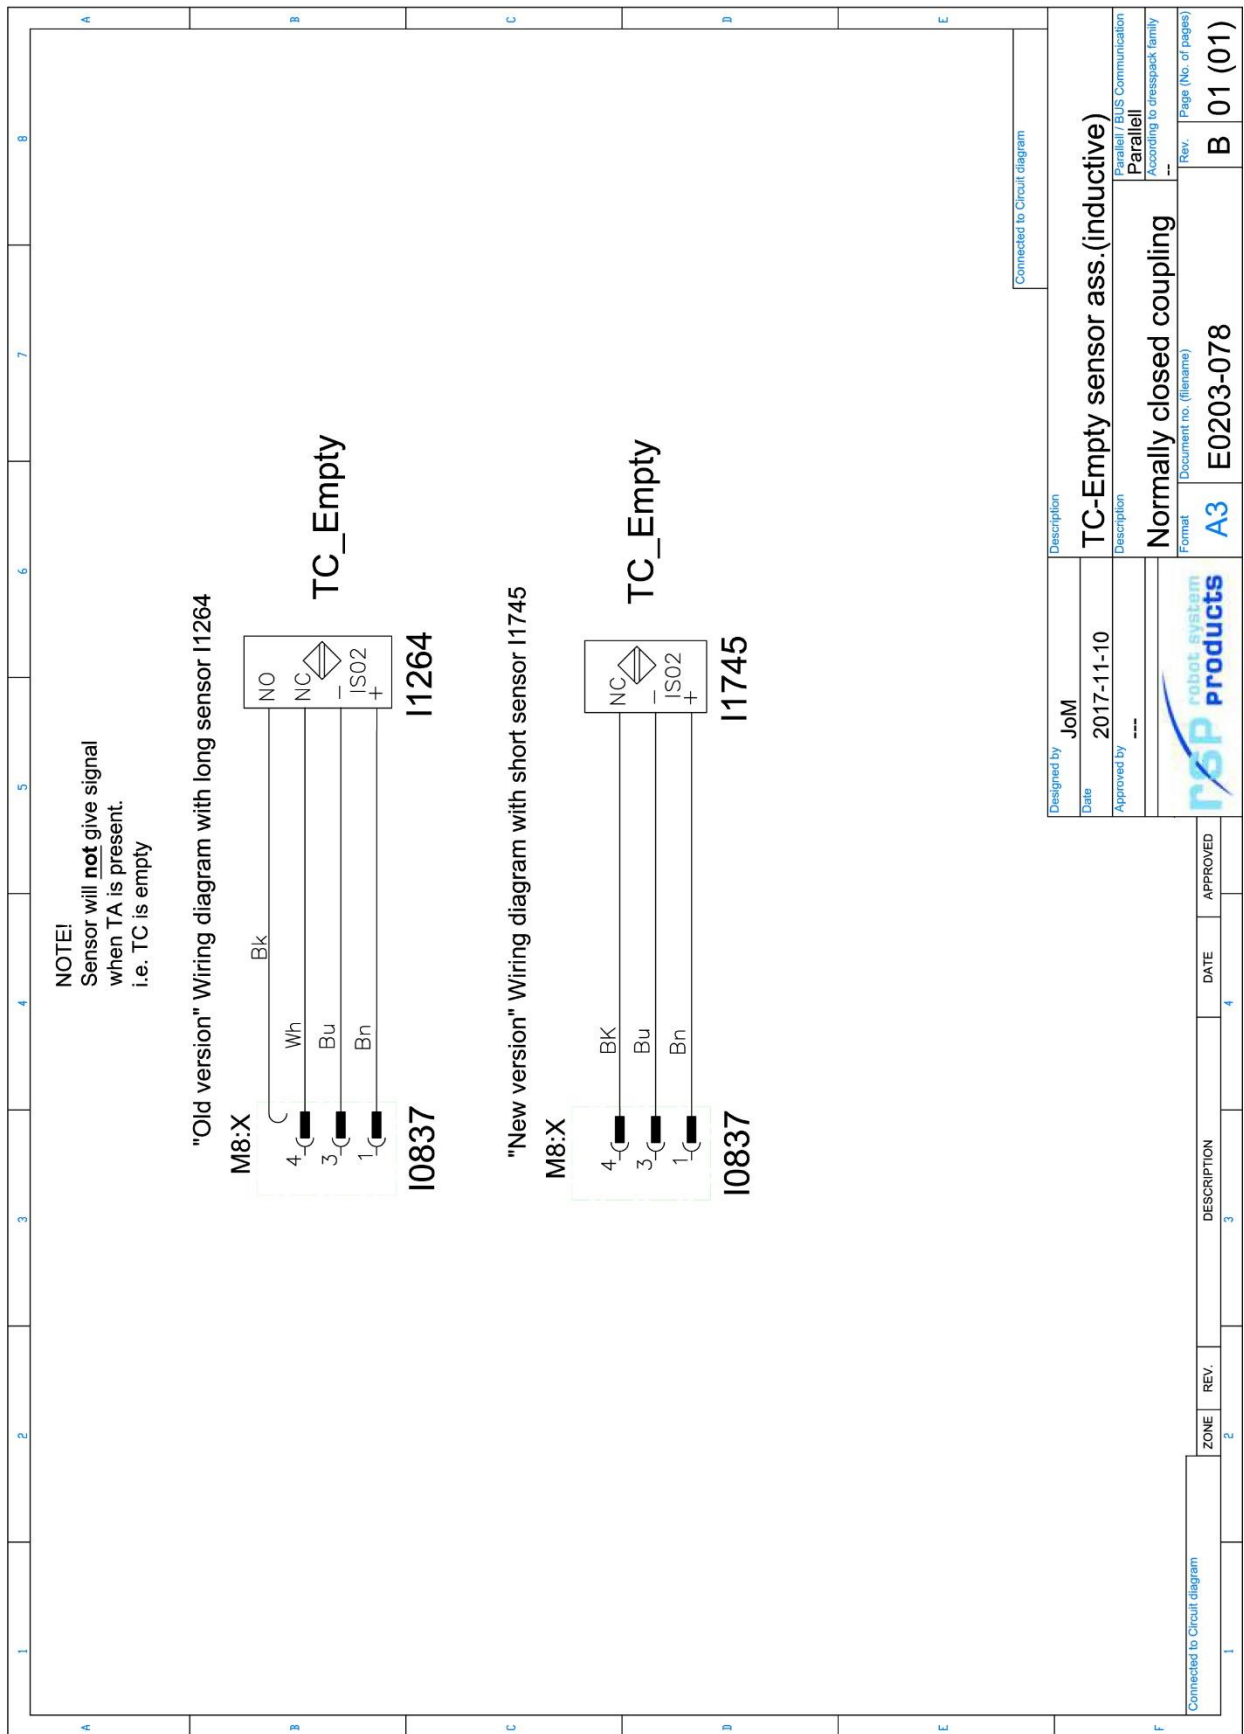 1 2 3 4 5 6 7 8
A
B
C
D
E
F
NOTE!
Sensor will not give signal
when TA is present.
i.e. TC is empty
"Old version" Wiring diagram with long sensor I1264
M8:X
Bk
NO
4 Wh NC
3 Bu –
IS02
1 Bn +
TC_Empty
I0837
I1264
"New version" Wiring diagram with short sensor I1745
M8:X
4 BK NC
3 Bu –
IS02
1 Bn +
TC_Empty
I0837
I1745
Connected to Circuit diagram
Designed by
JoM
Date
2017-11-10
Approved by
---
Description
TC-Empty sensor ass.(inductive)
Description
Normally closed coupling
Parallell / BUS Communication
Parallell
According to dresspack family
--
rsp robot system
products
Format
A3
Document no. (filename)
E0203-078
Rev.
B
Page (No. of pages)
01 (01)
Connected to Circuit diagram
ZONE REV. DESCRIPTION DATE APPROVED
1 2 3 4
A
B
C
D
E